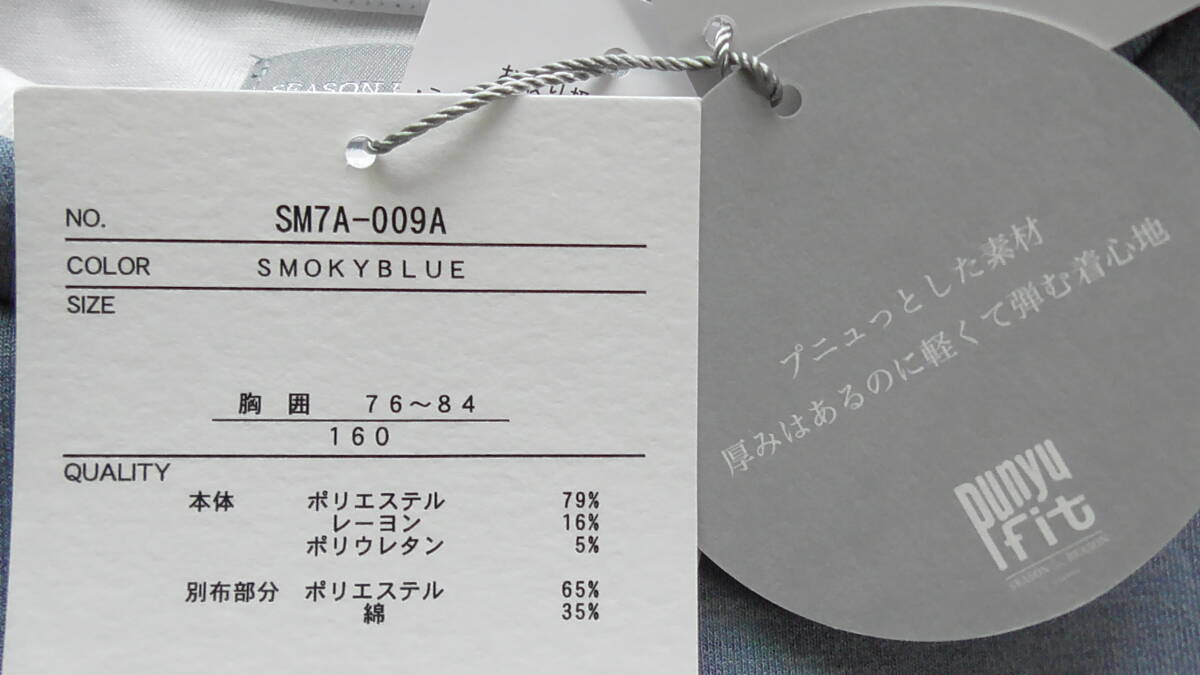 SEASON
NO. SM7A-009A
COLOR SMOKYBLUE
SIZE
胸囲 76～84
160
QUALITY
本体 ポリエステル 79%
レーヨン 16%
ポリウレタン 5%
別布部分 ポリエステル 65%
綿 35%
プニュっとした素材
厚みはあるのに軽くて弾む着心地
punyu
fit